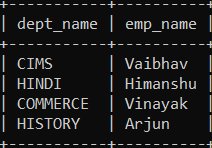 | dept_name | emp_name |
| CIMS | Vaibhav |
| HINDI | Himanshu |
| COMMERCE | Vinayak |
| HISTORY | Arjun |